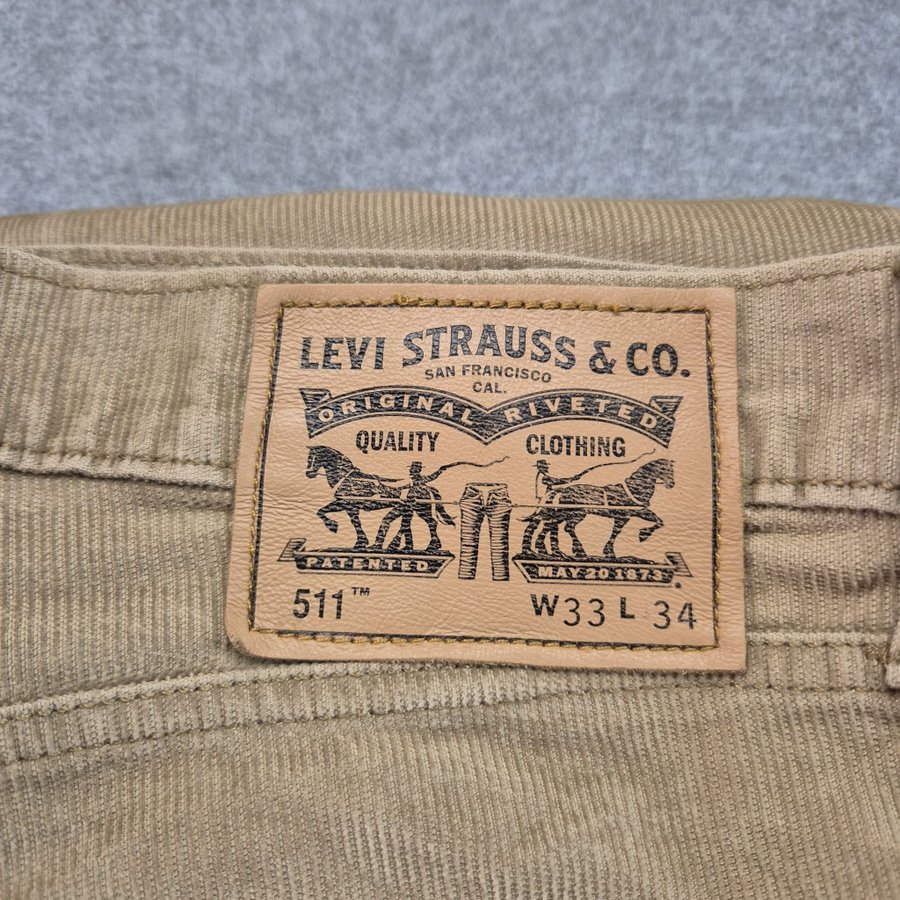 LEVI STRAUSS & CO.
SAN FRANCISCO
CAL.
ORIGINAL RIVETED
QUALITY CLOTHING
PATENTED MAY 20 1873.
511™ W33 L 34